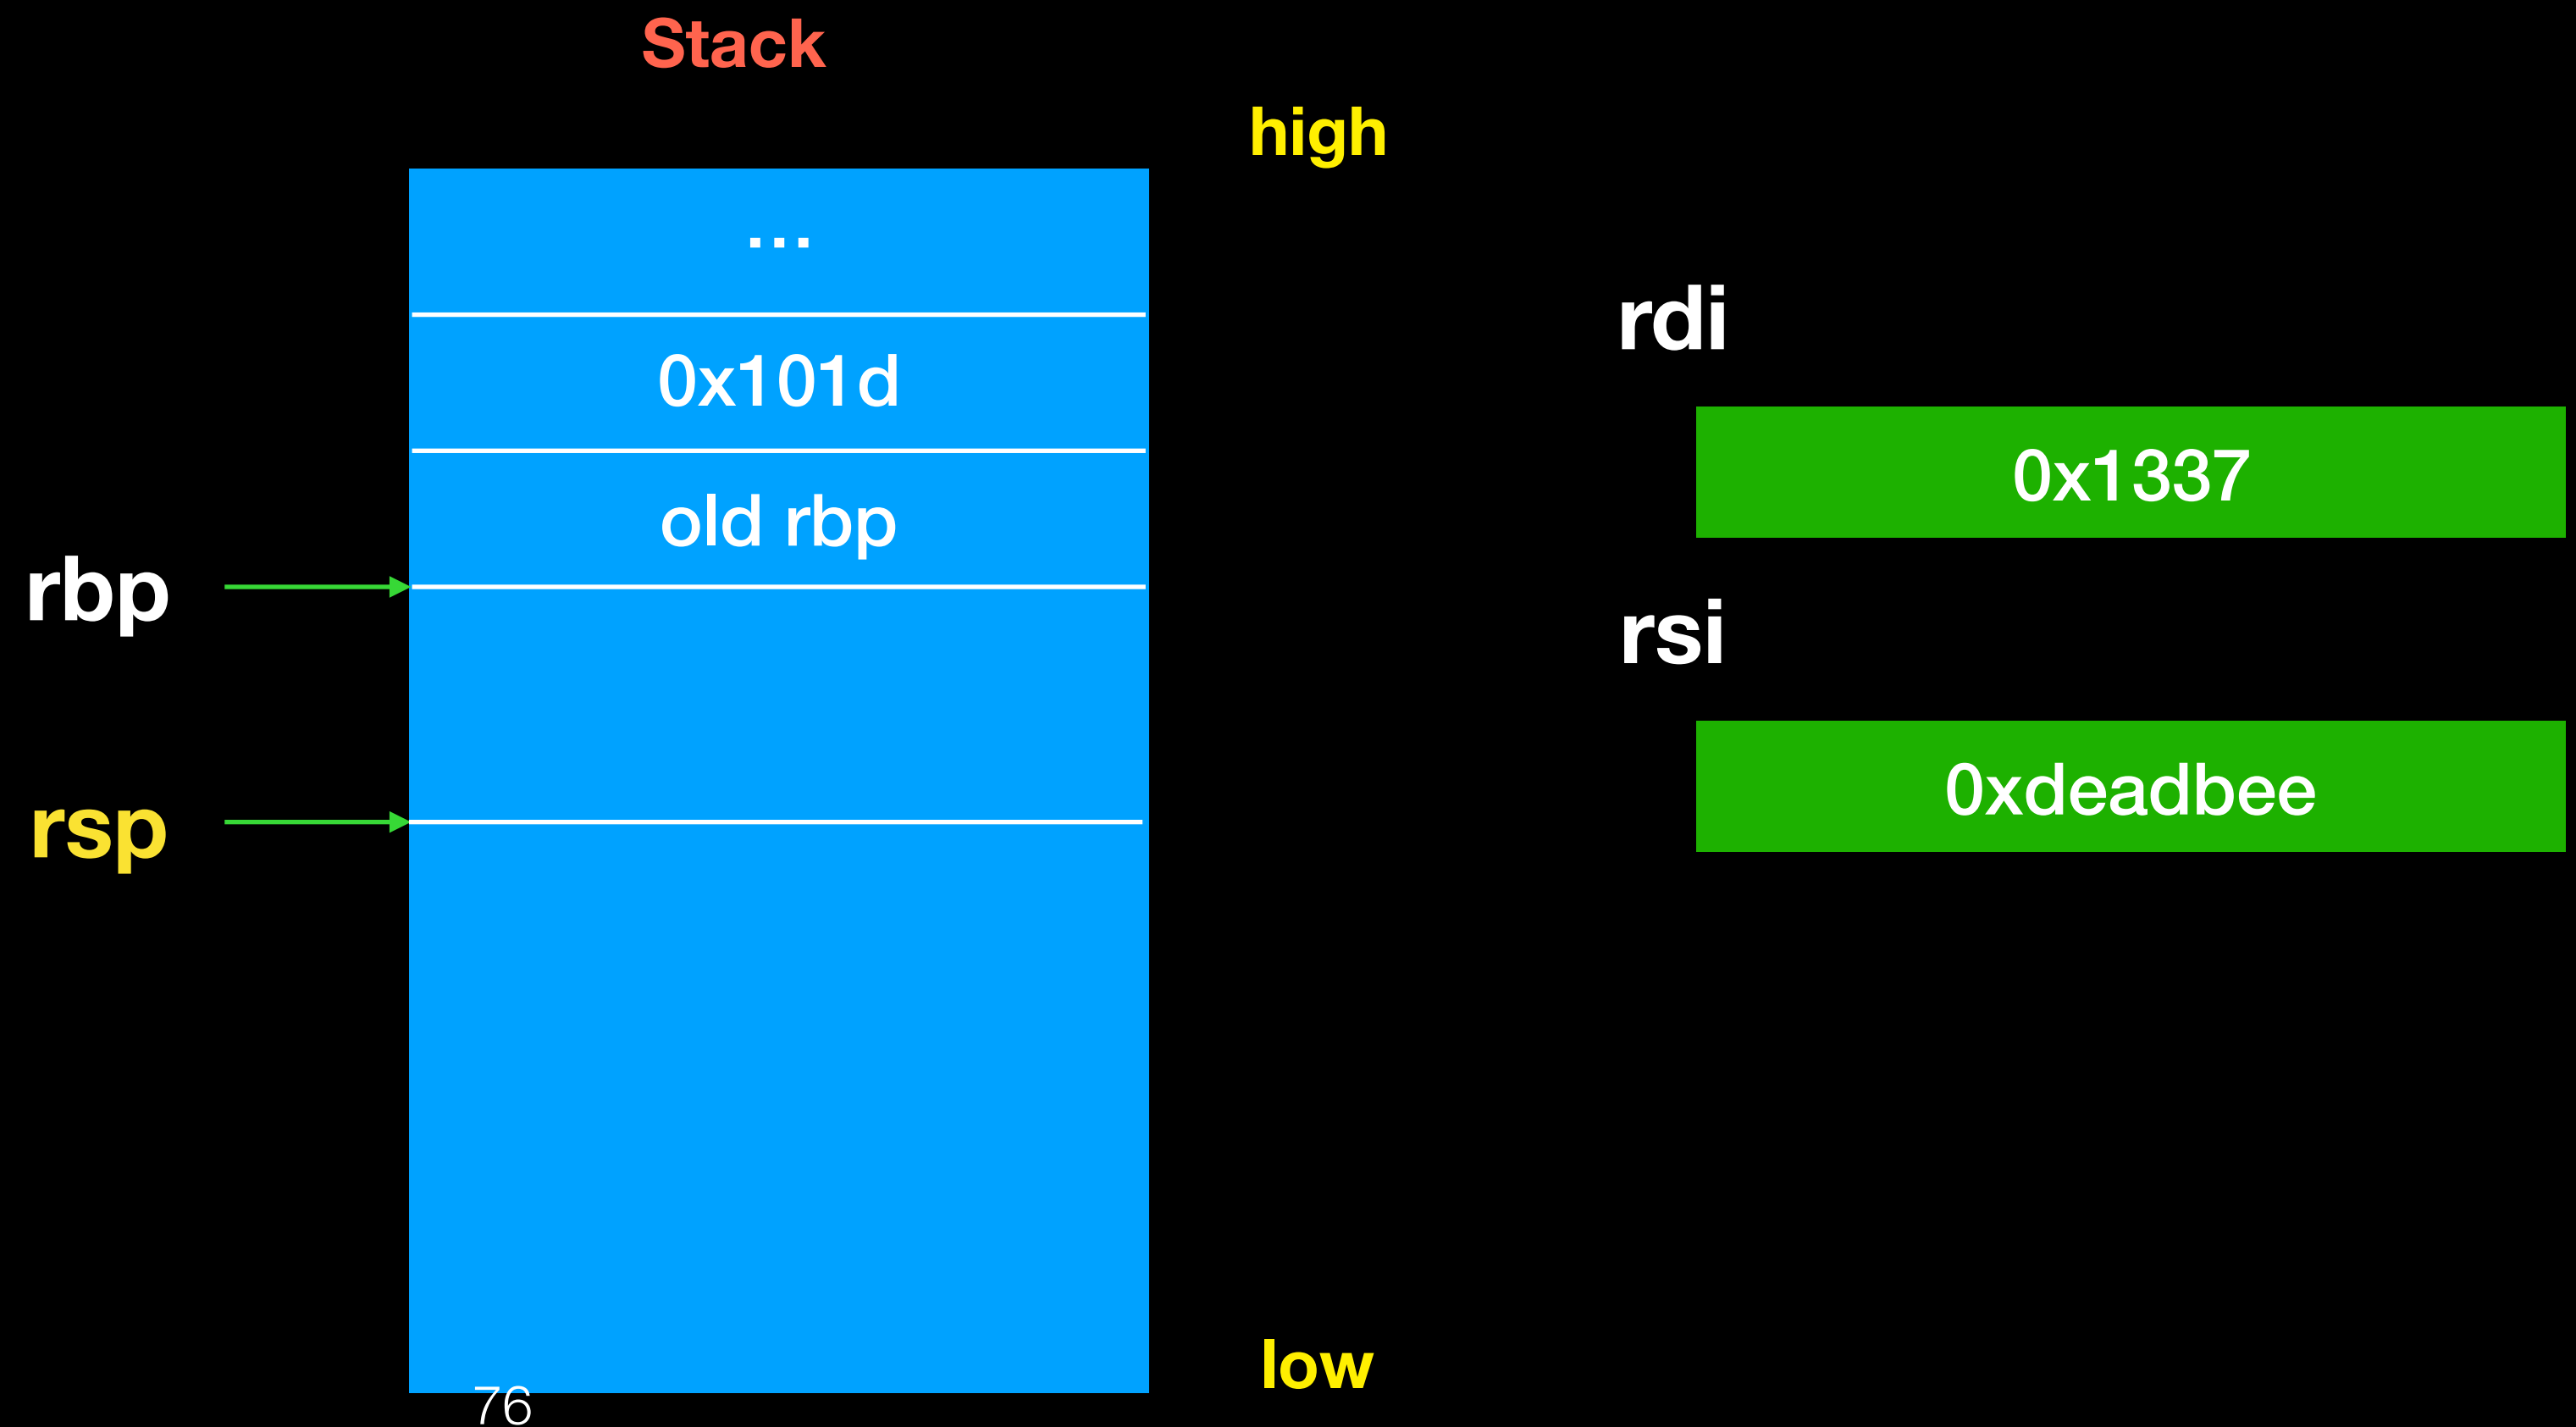 Stack
high
...
0x101d
old rbp
rbp
rsp
low
rdi
0x1337
rsi
0xdeadbee
76